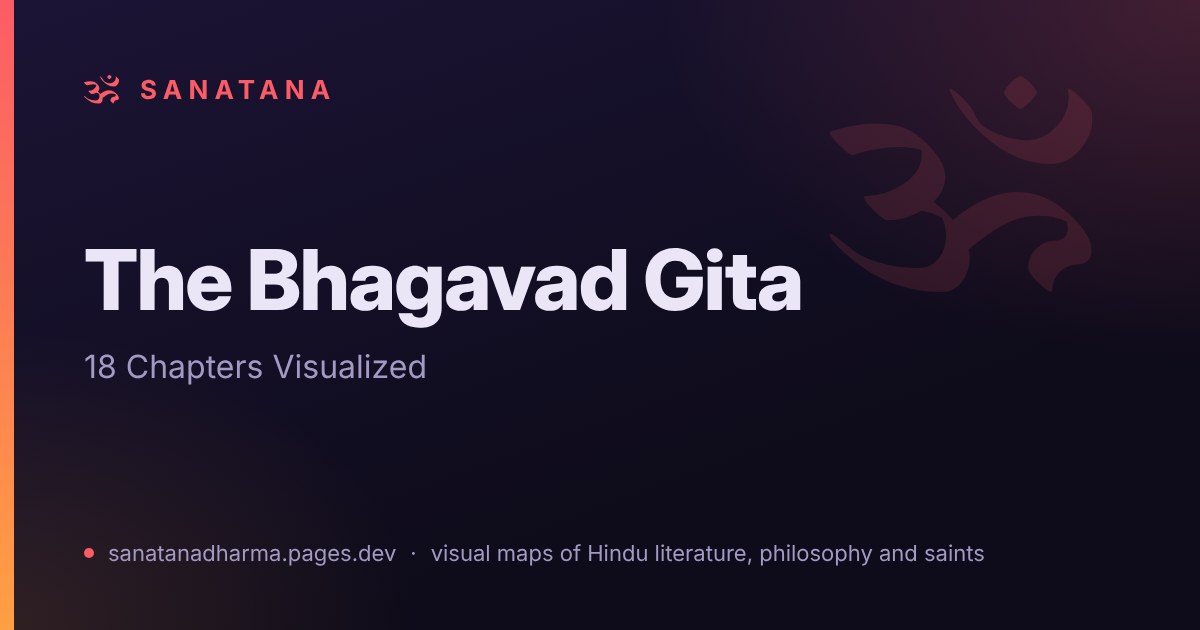 ॐ SANATANA
ॐ
The Bhagavad Gita
18 Chapters Visualized
sanatanadharma.pages.dev · visual maps of Hindu literature, philosophy and saints